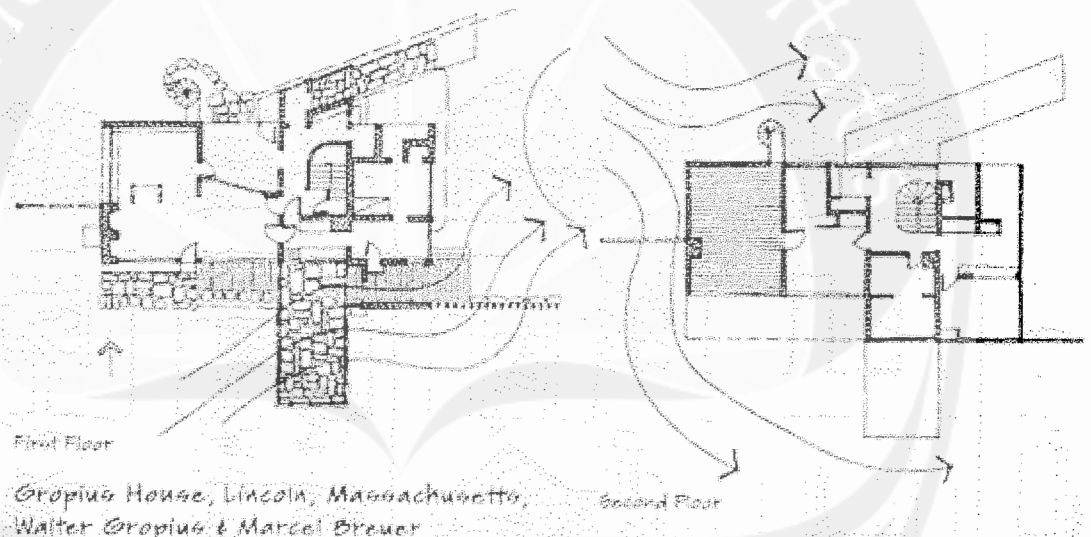 First Floor
Gropius House, Lincoln, Massachusetts,
Walter Gropius & Marcel Breuer
Second Floor